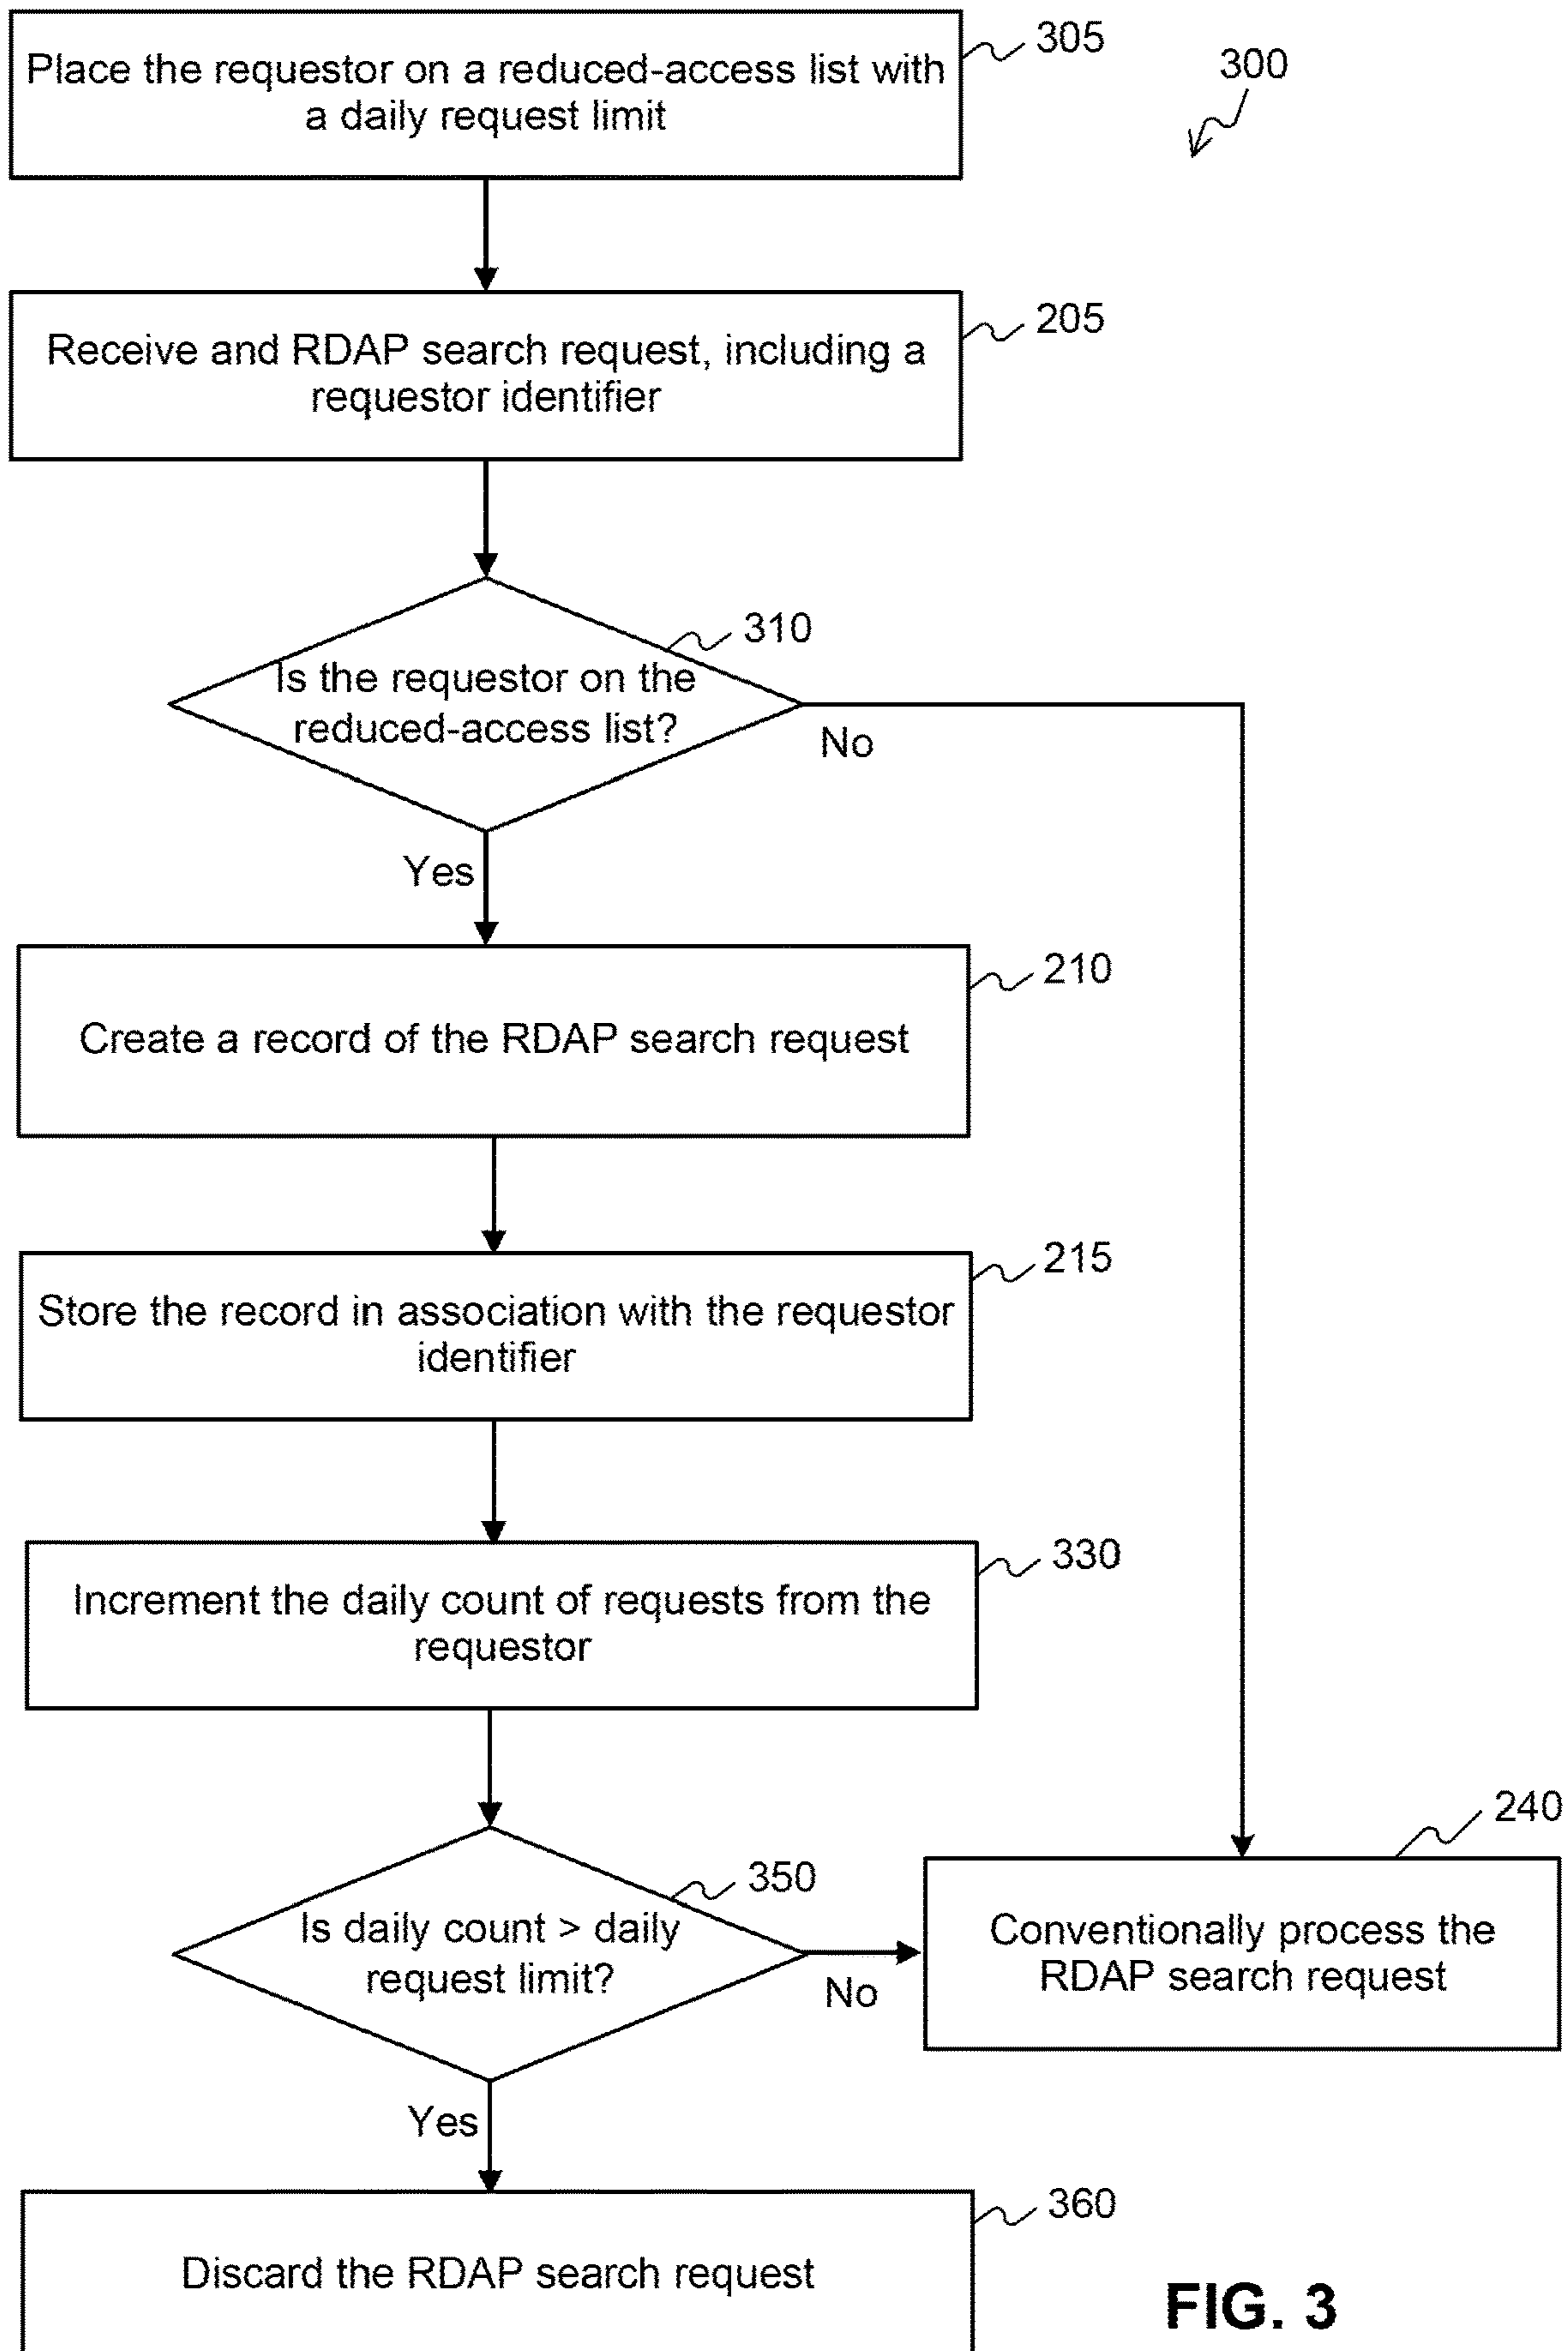 305
Place the requestor on a reduced-access list with
a daily request limit
300
205
Receive and RDAP search request, including a
requestor identifier
310
Is the requestor on the
reduced-access list?
No
Yes
210
Create a record of the RDAP search request
215
Store the record in association with the requestor
identifier
330
Increment the daily count of requests from the
requestor
350
Is daily count > daily
request limit?
No
240
Conventionally process the
RDAP search request
Yes
360
Discard the RDAP search request
FIG. 3